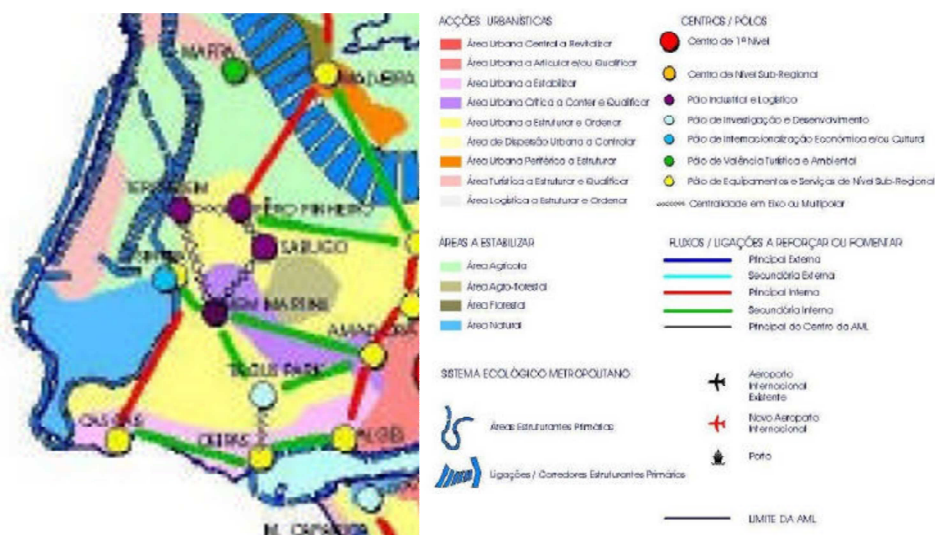 MAFRA
MALVEIRA
TERRUGEM
PERO PINHEIRO
SABUGO
SINTRA
MEM MARTINS
AMADORA
TAGUS PARK
CASCAIS
OEIRAS
ALGÉS
ACÇÕES URBANÍSTICAS
Área Urbana Central a Revitalizar
Área Urbana a Articular e/ou Qualificar
Área Urbana a Estabilizar
Área Urbana Crítica a Conter e Qualificar
Área Urbana a Estruturar e Ordenar
Área de Dispersão Urbana a Controlar
Área Urbana Periférica a Estruturar
Área Turística a Estruturar e Qualificar
Área Logística a Estruturar e Ordenar
ÁREAS A ESTABILIZAR
Área Agrícola
Área Agro-florestal
Área Florestal
Área Natural
SISTEMA ECOLÓGICO METROPOLITANO
Áreas Estruturantes Primárias
Ligações / Corredores Estruturantes Primários
CENTROS / PÓLOS
Centro de 1º Nível
Centro de Nível Sub-Regional
Pólo Industrial e Logístico
Pólo de Investigação e Desenvolvimento
Pólo de Internacionalização Económica e/ou Cultural
Pólo de Valência Turística e Ambiental
Pólo de Equipamentos e Serviços de Nível Sub-Regional
Centralidade em Eixo ou Multipolar
FLUXOS / LIGAÇÕES A REFORÇAR OU FOMENTAR
Principal Externa
Secundária Externa
Principal Interna
Secundária Interna
Principal do Centro da AML
Aeroporto
Internacional
Existente
Novo Aeroporto
Internacional
Porto
LIMITE DA AML